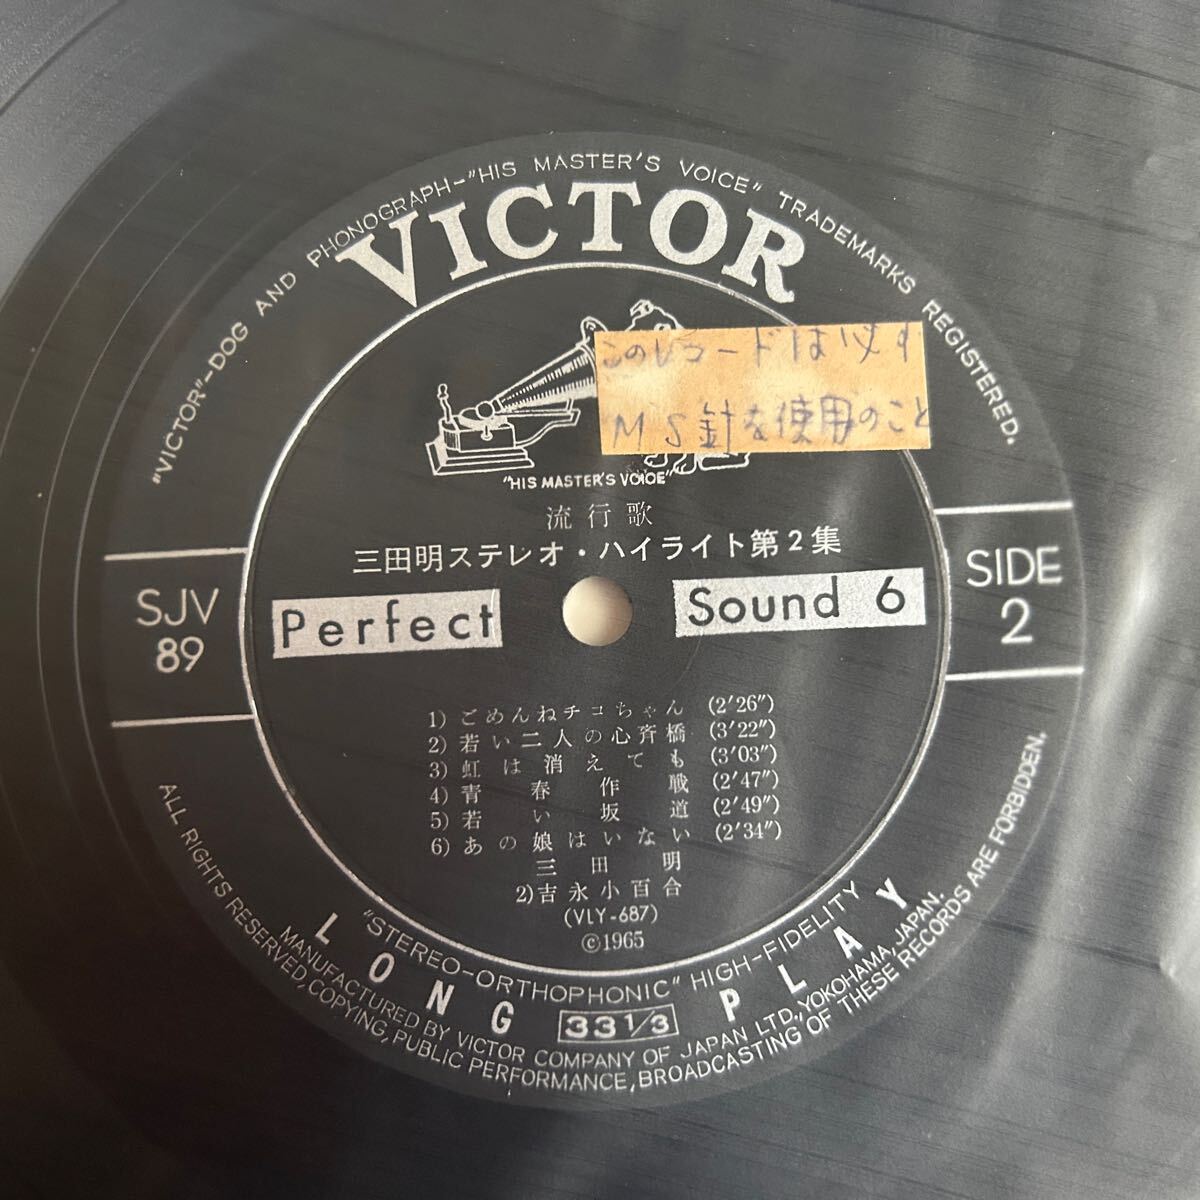 "VICTOR"-DOG AND PHONOGRAPH-"HIS MASTER'S VOICE" TRADEMARKS REGISTERED.
VICTOR
このレコードは必ず
MS針を使用のこと
"HIS MASTER'S VOICE"
流行歌
三田明ステレオ・ハイライト第2集
SJV
89
Perfect Sound 6
SIDE
2
1) ごめんねチコちゃん (2'26")
2) 若い二人の心斉橋 (3'22")
3) 虹は消えても (3'03")
4) 青春作戦 (2'47")
5) 若い坂道 (2'49")
6) あの娘はいない (2'34")
三田明
2) 吉永小百合
(VLY-687)
©1965
"STEREO-ORTHOPHONIC" HIGH-FIDELITY
LONG 33 1/3 PLAY
MANUFACTURED BY VICTOR COMPANY OF JAPAN LTD., YOKOHAMA, JAPAN.
ALL RIGHTS RESERVED, COPYING, PUBLIC PERFORMANCE, BROADCASTING OF THESE RECORDS ARE FORBIDDEN.